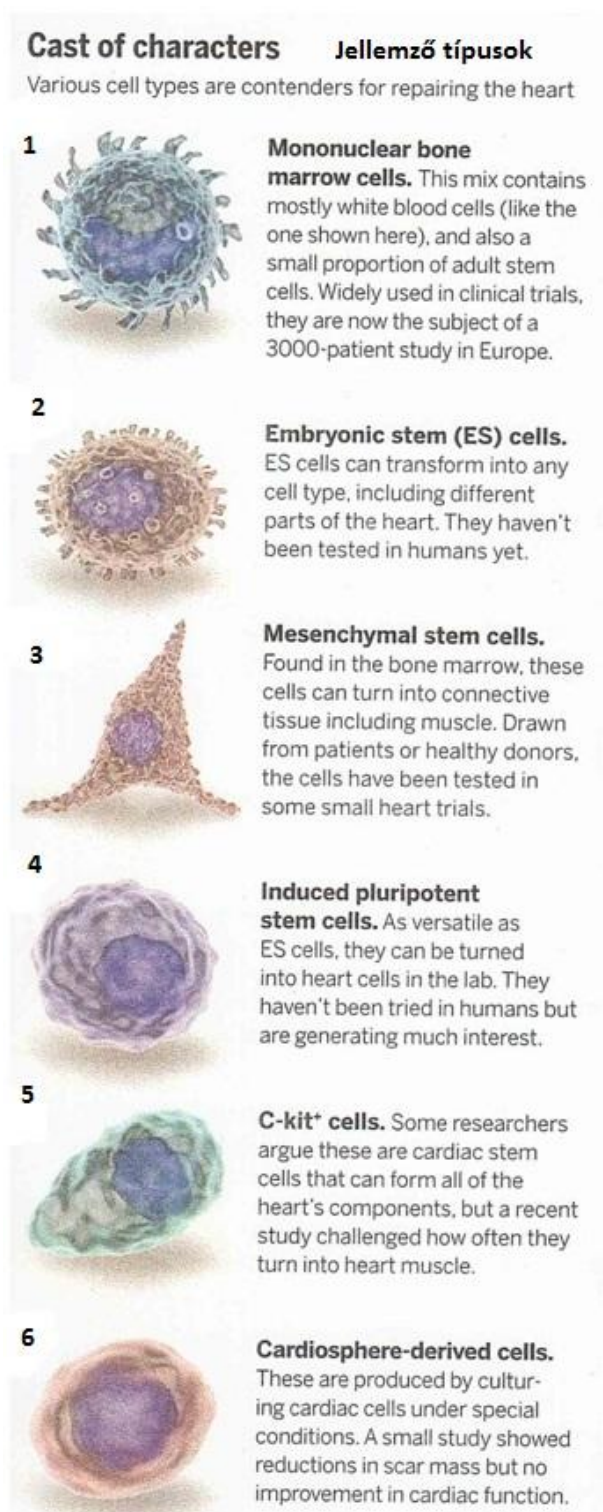 Cast of characters Jellemző típusok
Various cell types are contenders for repairing the heart
1
Mononuclear bone
marrow cells. This mix contains
mostly white blood cells (like the
one shown here), and also a
small proportion of adult stem
cells. Widely used in clinical trials,
they are now the subject of a
3000-patient study in Europe.
2
Embryonic stem (ES) cells.
ES cells can transform into any
cell type, including different
parts of the heart. They haven't
been tested in humans yet.
3
Mesenchymal stem cells.
Found in the bone marrow, these
cells can turn into connective
tissue including muscle. Drawn
from patients or healthy donors,
the cells have been tested in
some small heart trials.
4
Induced pluripotent
stem cells. As versatile as
ES cells, they can be turned
into heart cells in the lab. They
haven't been tried in humans but
are generating much interest.
5
C-kit⁺ cells. Some researchers
argue these are cardiac stem
cells that can form all of the
heart's components, but a recent
study challenged how often they
turn into heart muscle.
6
Cardiosphere-derived cells.
These are produced by cultur-
ing cardiac cells under special
conditions. A small study showed
reductions in scar mass but no
improvement in cardiac function.